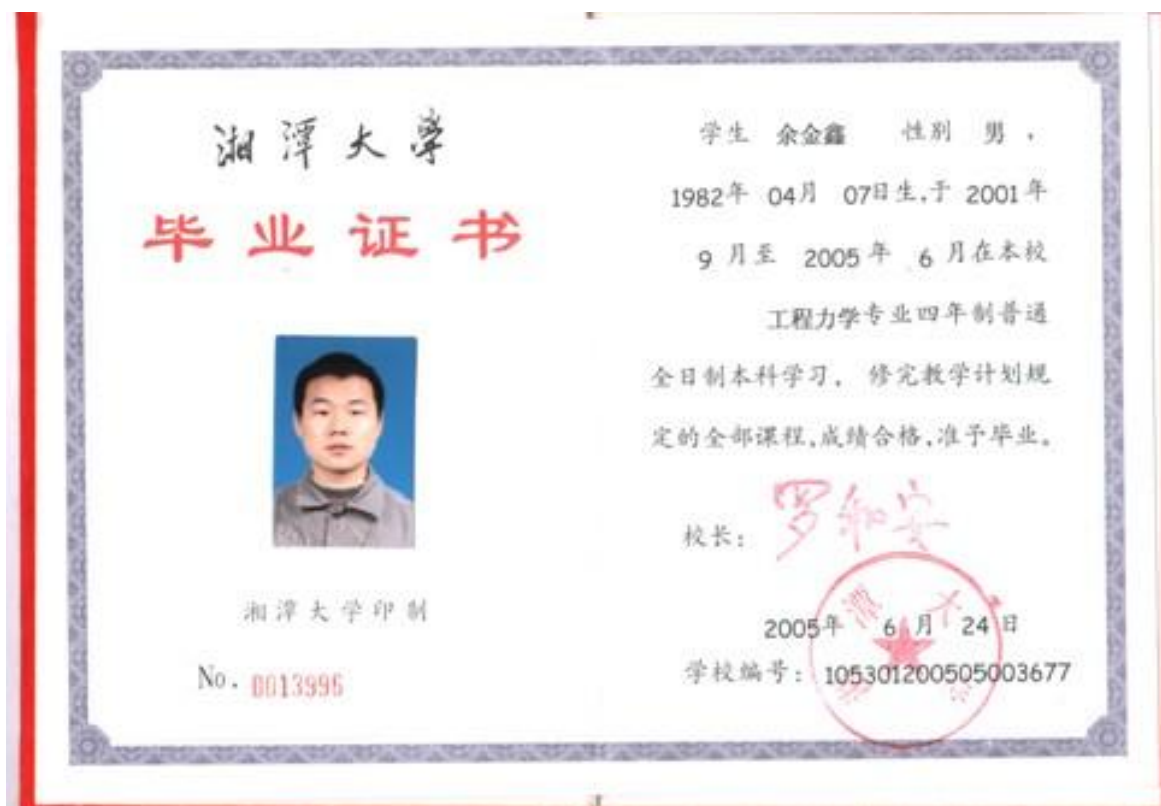 湘潭大学
毕业证书
湘潭大学印制
No. 0013996
学生 余金鑫 性别 男,
1982年 04月 07日生,于 2001年
9 月至 2005年 6 月在本校
工程力学专业四年制普通
全日制本科学习, 修完教学计划规
定的全部课程,成绩合格,准予毕业。
校长: 罗和安
2005年 6月 24日
学校编号: 105301200505003677